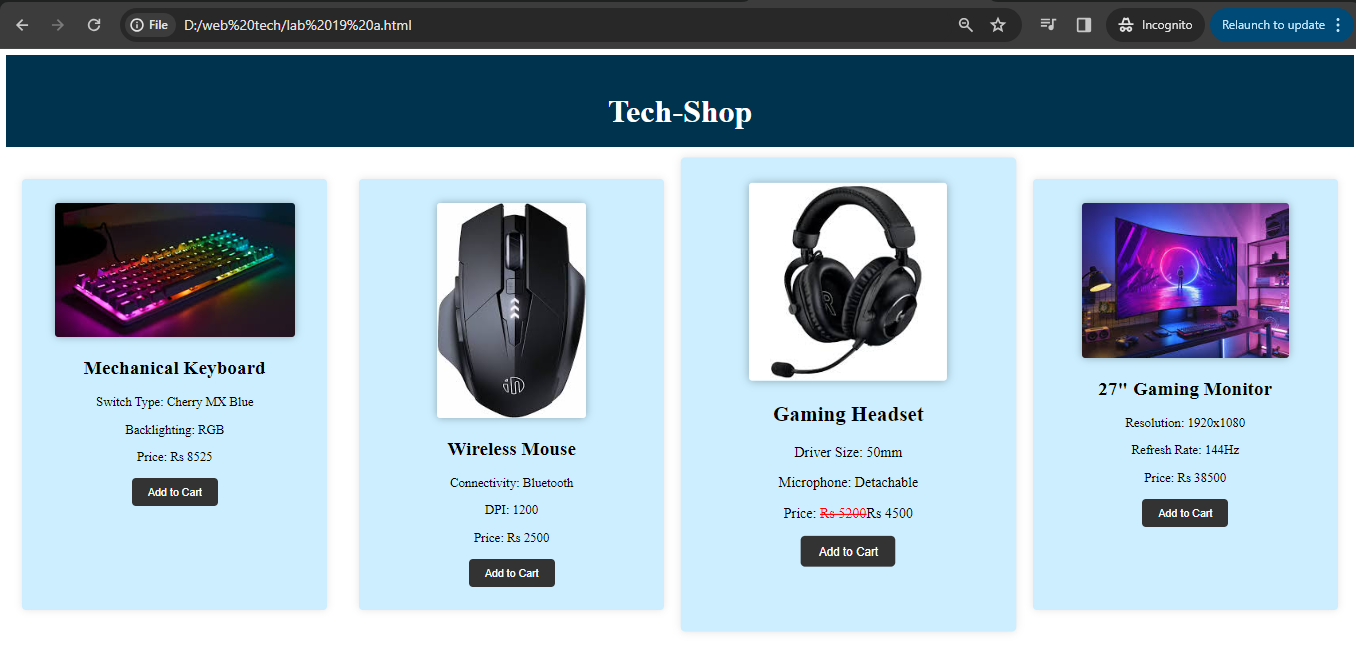 File D:/web%20tech/lab%2019%20a.html Incognito Relaunch to update
Tech-Shop
Mechanical Keyboard
Switch Type: Cherry MX Blue
Backlighting: RGB
Price: Rs 8525
Add to Cart
Wireless Mouse
Connectivity: Bluetooth
DPI: 1200
Price: Rs 2500
Add to Cart
Gaming Headset
Driver Size: 50mm
Microphone: Detachable
Price: Rs 5200Rs 4500
Add to Cart
27" Gaming Monitor
Resolution: 1920x1080
Refresh Rate: 144Hz
Price: Rs 38500
Add to Cart